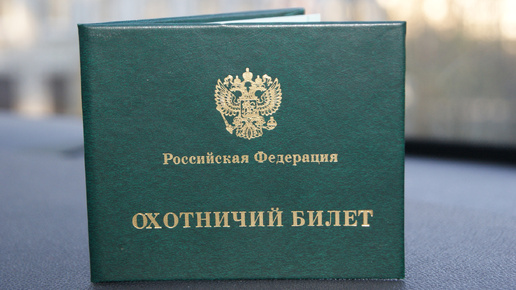 Российская Федерация
ОХОТНИЧИЙ БИЛЕТ